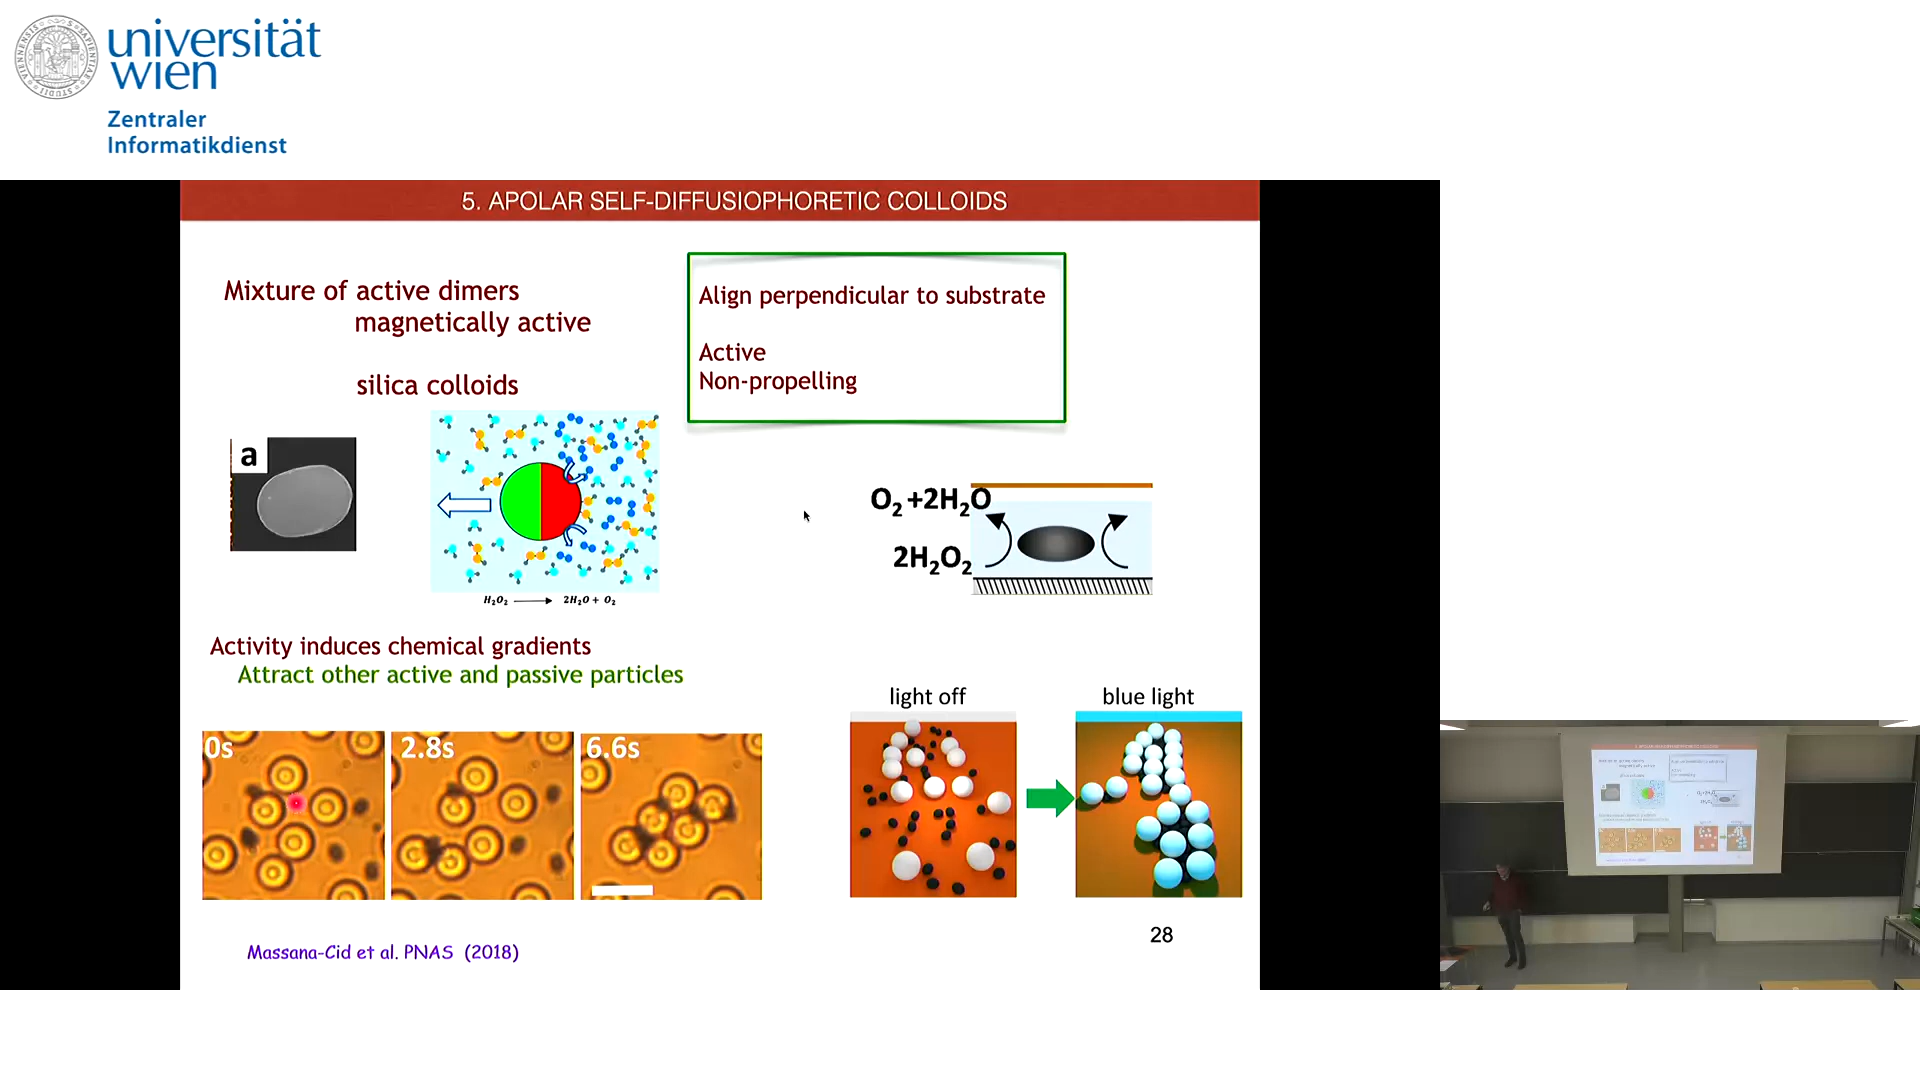 universität
wien
Zentraler
Informatikdienst
5. APOLAR SELF-DIFFUSIOPHORETIC COLLOIDS
Mixture of active dimers
magnetically active
silica colloids
Align perpendicular to substrate
Active
Non-propelling
a
H₂O₂ → 2H₂O + O₂
O₂ +2H₂O
2H₂O₂
Activity induces chemical gradients
Attract other active and passive particles
light off
blue light
0s
2.8s
6.6s
Massana-Cid et al. PNAS (2018)
28